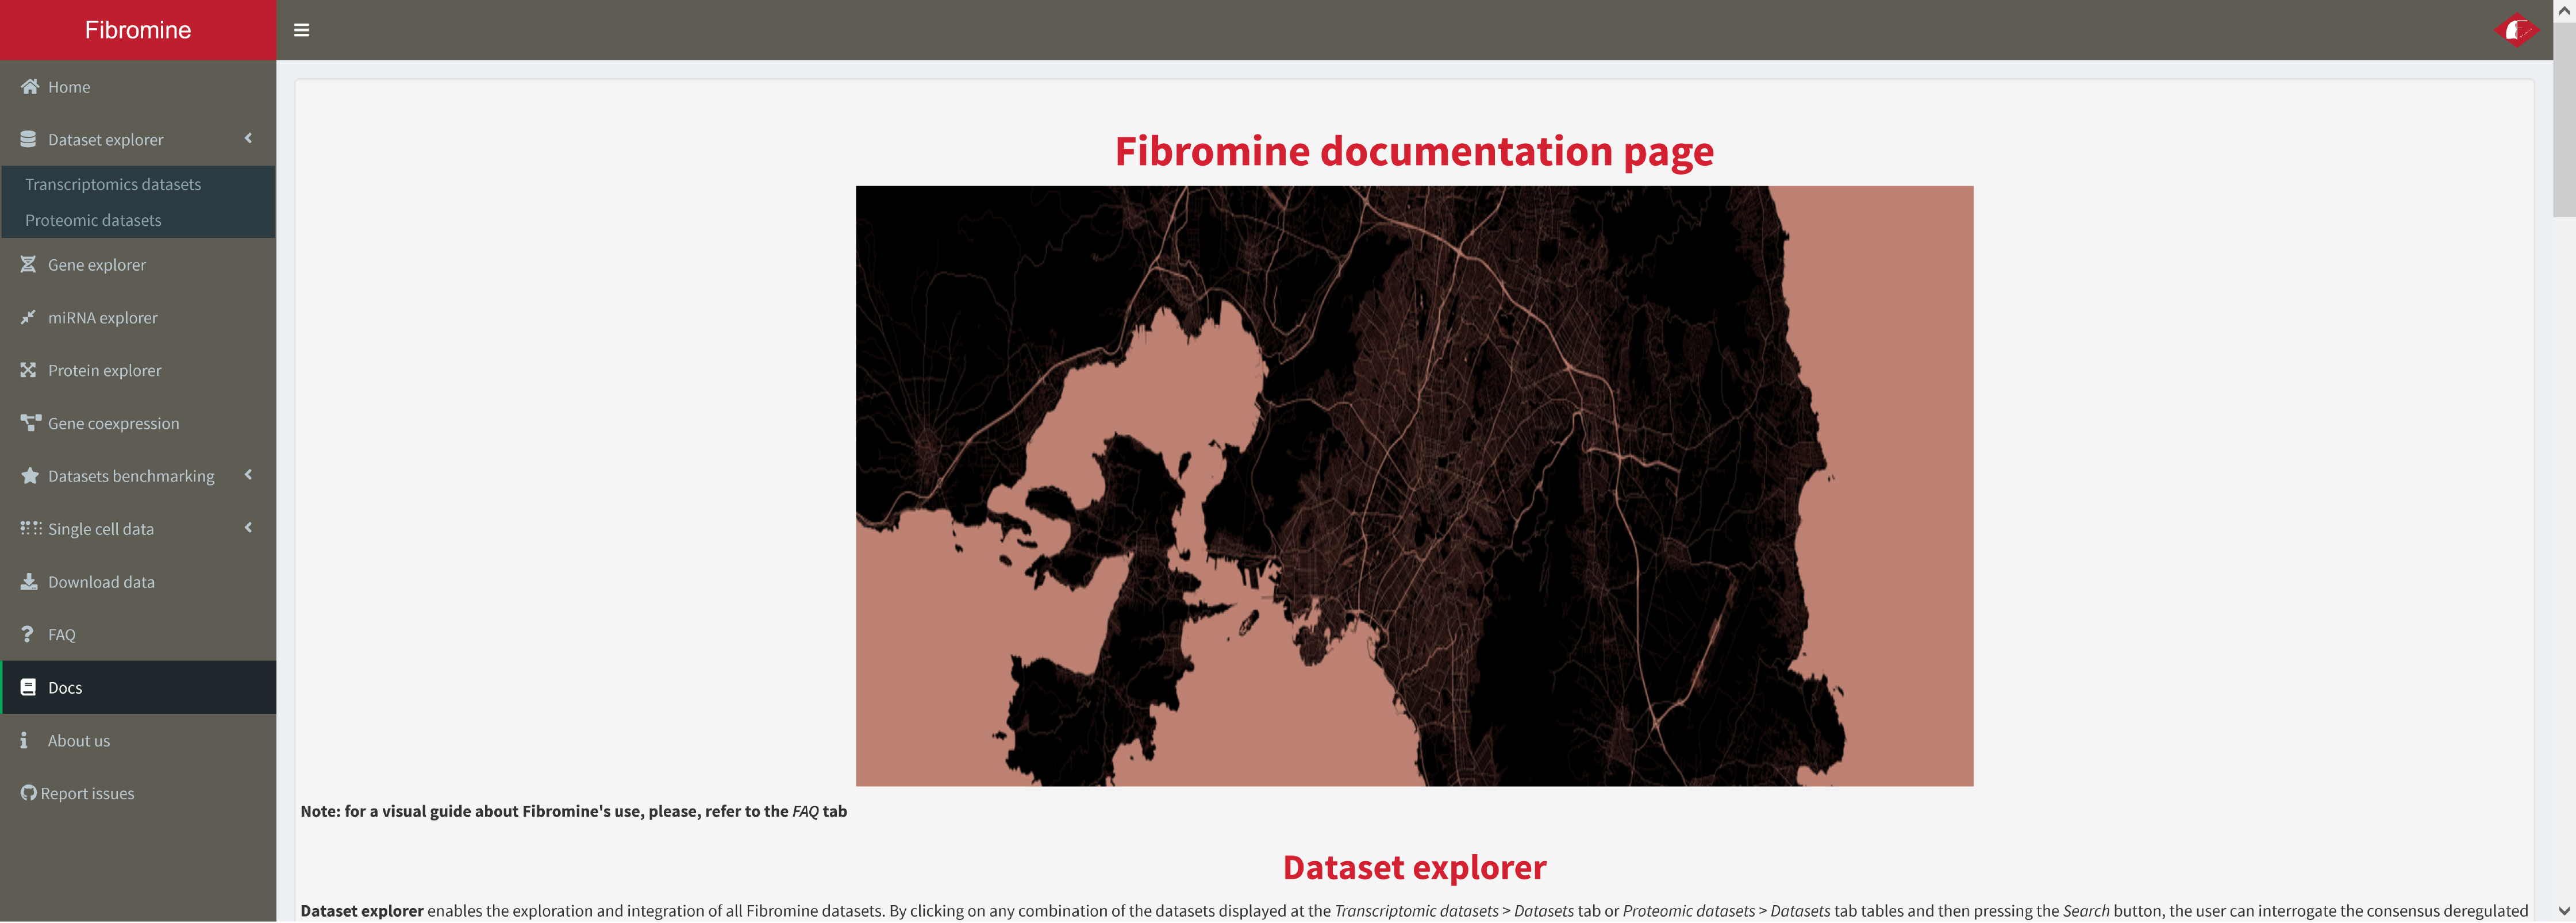 Fibromine
Home
Dataset explorer
Transcriptomics datasets
Proteomic datasets
Gene explorer
miRNA explorer
Protein explorer
Gene coexpression
Datasets benchmarking
Single cell data
Download data
FAQ
Docs
About us
Report issues
Fibromine documentation page
Note: for a visual guide about Fibromine's use, please, refer to the FAQ tab
Dataset explorer
Dataset explorer enables the exploration and integration of all Fibromine datasets. By clicking on any combination of the datasets displayed at the Transcriptomic datasets > Datasets tab or Proteomic datasets > Datasets tab tables and then pressing the Search button, the user can interrogate the consensus deregulated